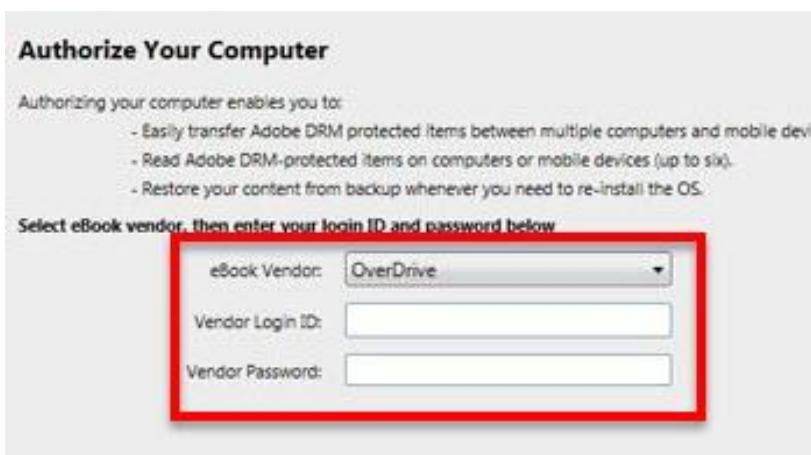 Authorize Your Computer
Authorizing your computer enables you to:
- Easily transfer Adobe DRM protected items between multiple computers and mobile devi
- Read Adobe DRM-protected items on computers or mobile devices (up to six).
- Restore your content from backup whenever you need to re-install the OS.
Select eBook vendor, then enter your login ID and password below
eBook Vendor: OverDrive
Vendor Login ID:
Vendor Password: